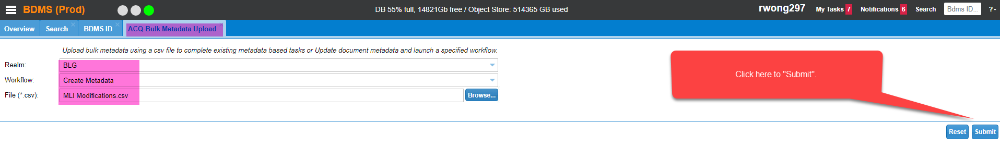 BDMS (Prod)
DB 55% full, 14821Gb free / Object Store: 514365 GB used
rwong297
My Tasks 7
Notifications 6
Search
Bdms ID...
?
Overview
Search
BDMS ID
ACQ-Bulk Metadata Upload
Upload bulk metadata using a csv file to complete existing metadata based tasks or Update document metadata and launch a specified workflow.
Realm: BLG
Workflow: Create Metadata
File (*.csv): MLI Modifications.csv Browse...
Click here to "Submit".
Reset Submit